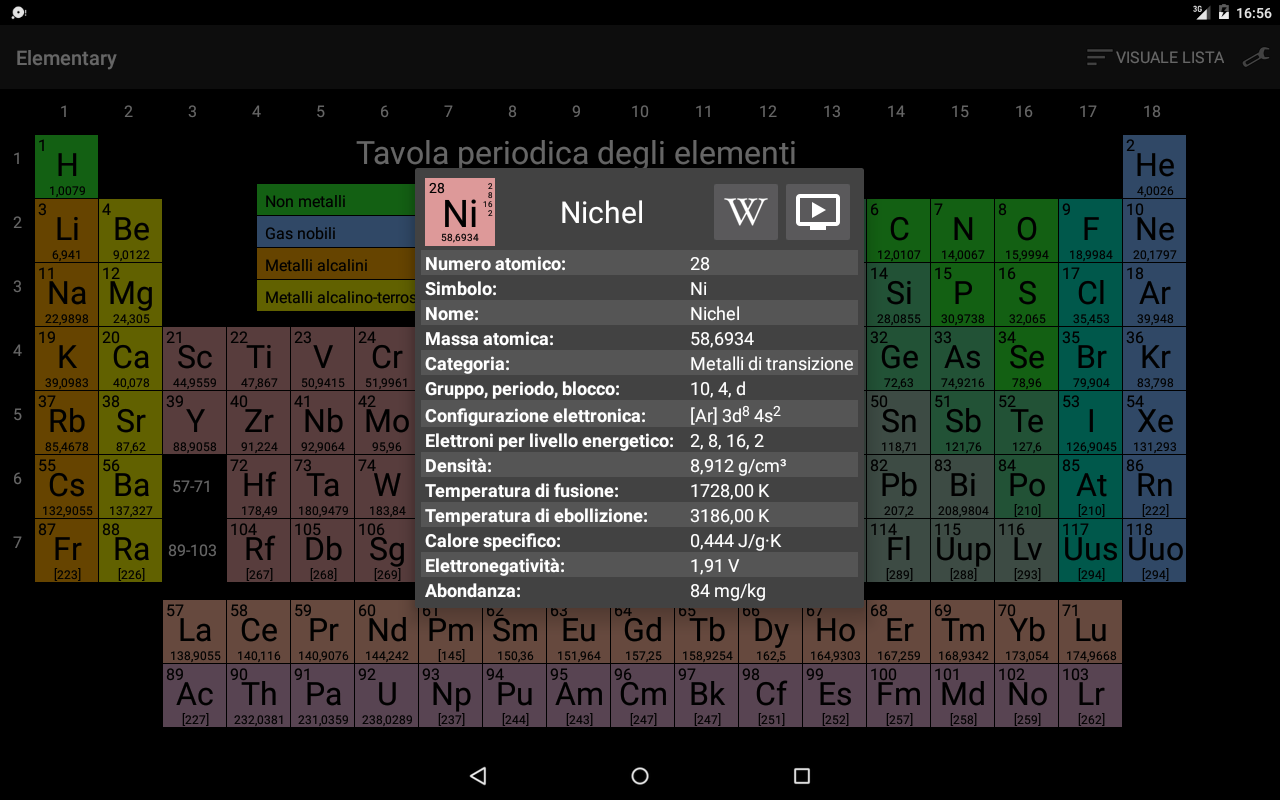 3G 16:56
Elementary VISUALE LISTA
1 2 3 4 5 6 7 8 9 10 11 12 13 14 15 16 17 18
Tavola periodica degli elementi
1 1 H 1,0079 2 He 4,0026
Non metalli
Gas nobili
Metalli alcalini
Metalli alcalino-terros
2 3 Li 6,941 4 Be 9,0122 6 C 12,0107 7 N 14,0067 8 O 15,9994 9 F 18,9984 10 Ne 20,1797
3 11 Na 22,9898 12 Mg 24,305 14 Si 28,0855 15 P 30,9738 16 S 32,065 17 Cl 35,453 18 Ar 39,948
4 19 K 39,0983 20 Ca 40,078 21 Sc 44,9559 22 Ti 47,867 23 V 50,9415 24 Cr 51,9961 32 Ge 72,63 33 As 74,9216 34 Se 78,96 35 Br 79,904 36 Kr 83,798
5 37 Rb 85,4678 38 Sr 87,62 39 Y 88,9058 40 Zr 91,224 41 Nb 92,9064 42 Mo 95,96 50 Sn 118,71 51 Sb 121,76 52 Te 127,6 53 I 126,9045 54 Xe 131,293
6 55 Cs 132,9055 56 Ba 137,327 57-71 72 Hf 178,49 73 Ta 180,9479 74 W 183,84 82 Pb 207,2 83 Bi 208,9804 84 Po [210] 85 At [210] 86 Rn [222]
7 87 Fr [223] 88 Ra [226] 89-103 104 Rf [267] 105 Db [268] 106 Sg [269] 114 Fl [289] 115 Uup [288] 116 Lv [293] 117 Uus [294] 118 Uuo [294]
28 Ni 58,6934 2 8 16 2 Nichel W
Numero atomico: 28
Simbolo: Ni
Nome: Nichel
Massa atomica: 58,6934
Categoria: Metalli di transizione
Gruppo, periodo, blocco: 10, 4, d
Configurazione elettronica: [Ar] 3d⁸ 4s²
Elettroni per livello energetico: 2, 8, 16, 2
Densità: 8,912 g/cm³
Temperatura di fusione: 1728,00 K
Temperatura di ebollizione: 3186,00 K
Calore specifico: 0,444 J/g·K
Elettronegatività: 1,91 V
Abondanza: 84 mg/kg
57 La 138,9055 58 Ce 140,116 59 Pr 140,9076 60 Nd 144,242 61 Pm [145] 62 Sm 150,36 63 Eu 151,964 64 Gd 157,25 65 Tb 158,9254 66 Dy 162,5 67 Ho 164,9303 68 Er 167,259 69 Tm 168,9342 70 Yb 173,054 71 Lu 174,9668
89 Ac [227] 90 Th 232,0381 91 Pa 231,0359 92 U 238,0289 93 Np [237] 94 Pu [244] 95 Am [243] 96 Cm [247] 97 Bk [247] 98 Cf [251] 99 Es [252] 100 Fm [257] 101 Md [258] 102 No [259] 103 Lr [262]